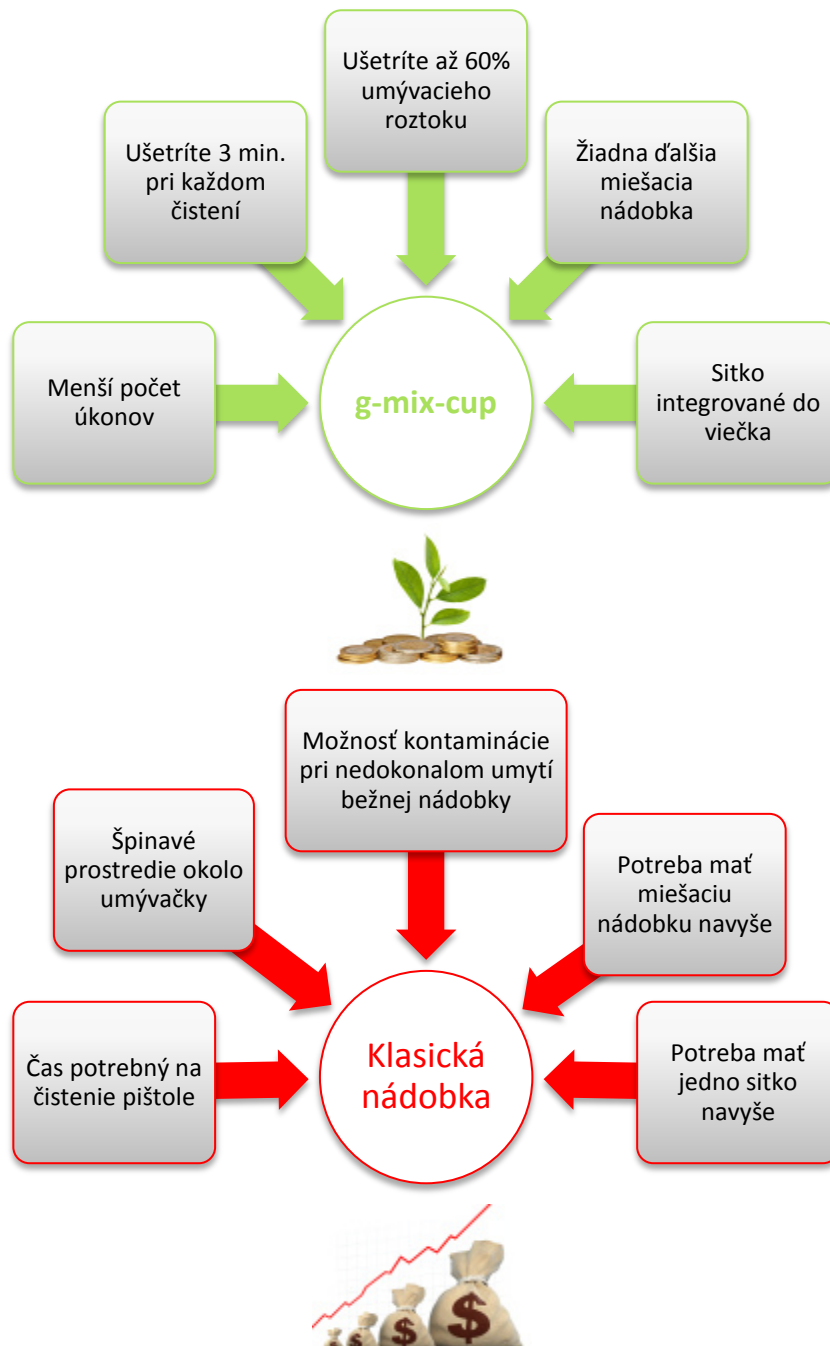 Ušetríte až 60%
umývacieho
roztoku
Ušetríte 3 min.
pri každom
čistení
Žiadna ďalšia
miešacia
nádobka
Menší počet
úkonov
g-mix-cup
Sitko
integrované do
viečka
Možnosť kontaminácie
pri nedokonalom umytí
bežnej nádobky
Špinavé
prostredie okolo
umývačky
Potreba mať
miešaciu
nádobku navyše
Čas potrebný na
čistenie pištole
Klasická
nádobka
Potreba mať
jedno sitko
navyše
$ $ $ $